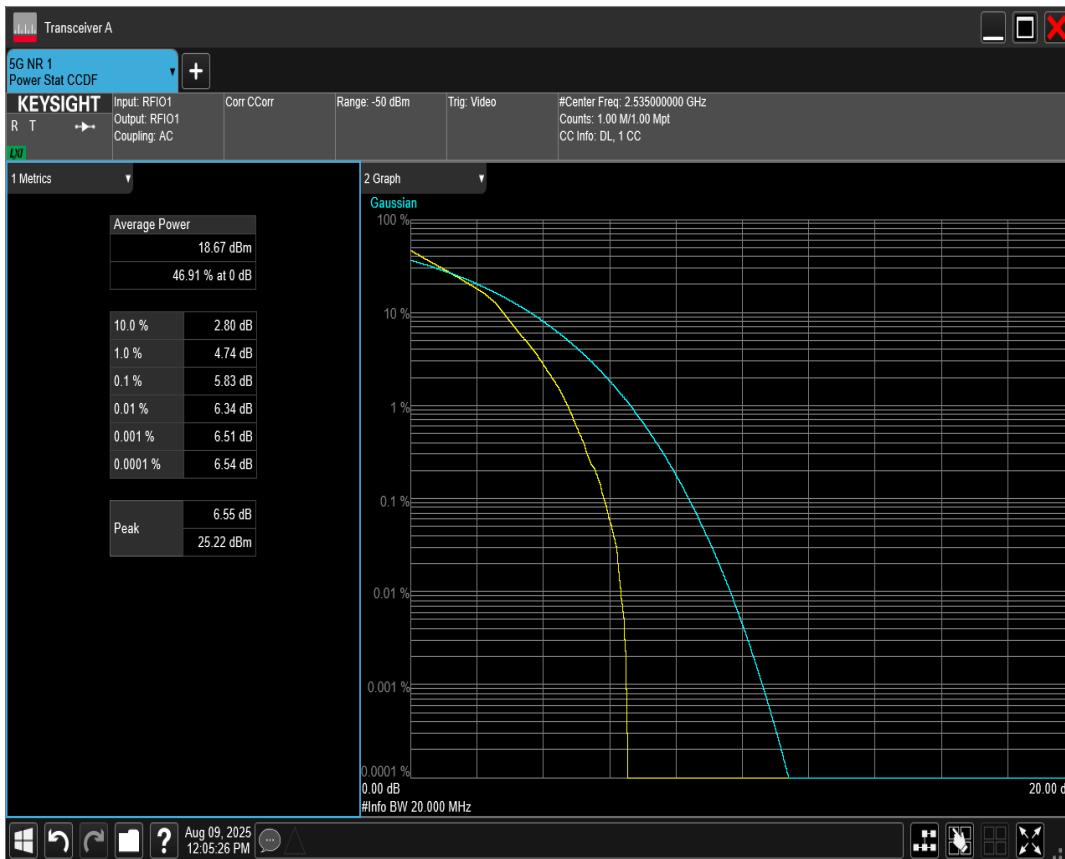 Transceiver A
5G NR 1
Power Stat CCDF
KEYSIGHT
R T
LXI
Input: RFIO1
Output: RFIO1
Coupling: AC
Corr CCorr
Range: -50 dBm
Trig: Video
#Center Freq: 2.535000000 GHz
Counts: 1.00 M/1.00 Mpt
CC Info: DL, 1 CC
1 Metrics
Average Power
18.67 dBm
46.91 % at 0 dB
10.0 % 2.80 dB
1.0 % 4.74 dB
0.1 % 5.83 dB
0.01 % 6.34 dB
0.001 % 6.51 dB
0.0001 % 6.54 dB
Peak 6.55 dB
25.22 dBm
2 Graph
Gaussian
100 %
10 %
1 %
0.1 %
0.01 %
0.001 %
0.0001 %
0.00 dB 20.00 d
#Info BW 20.000 MHz
Aug 09, 2025
12:05:26 PM